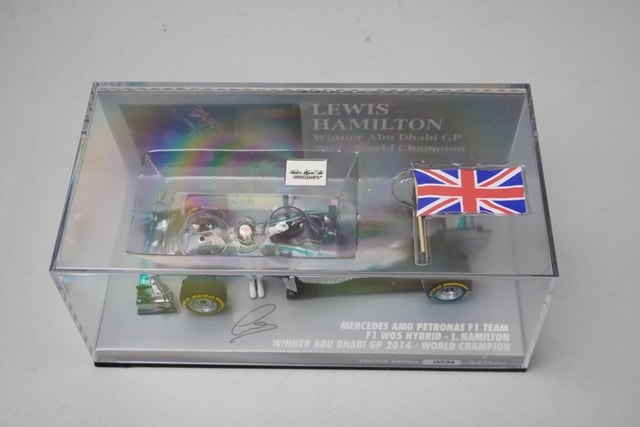 LEWIS
HAMILTON
Winner Abu Dhabi GP
World Champion
MINICHAMPS
MERCEDES AMG PETRONAS F1 TEAM
F1 W05 HYBRID - L. HAMILTON
WINNER ABU DHABI GP 2014 - WORLD CHAMPION
Limited Edition